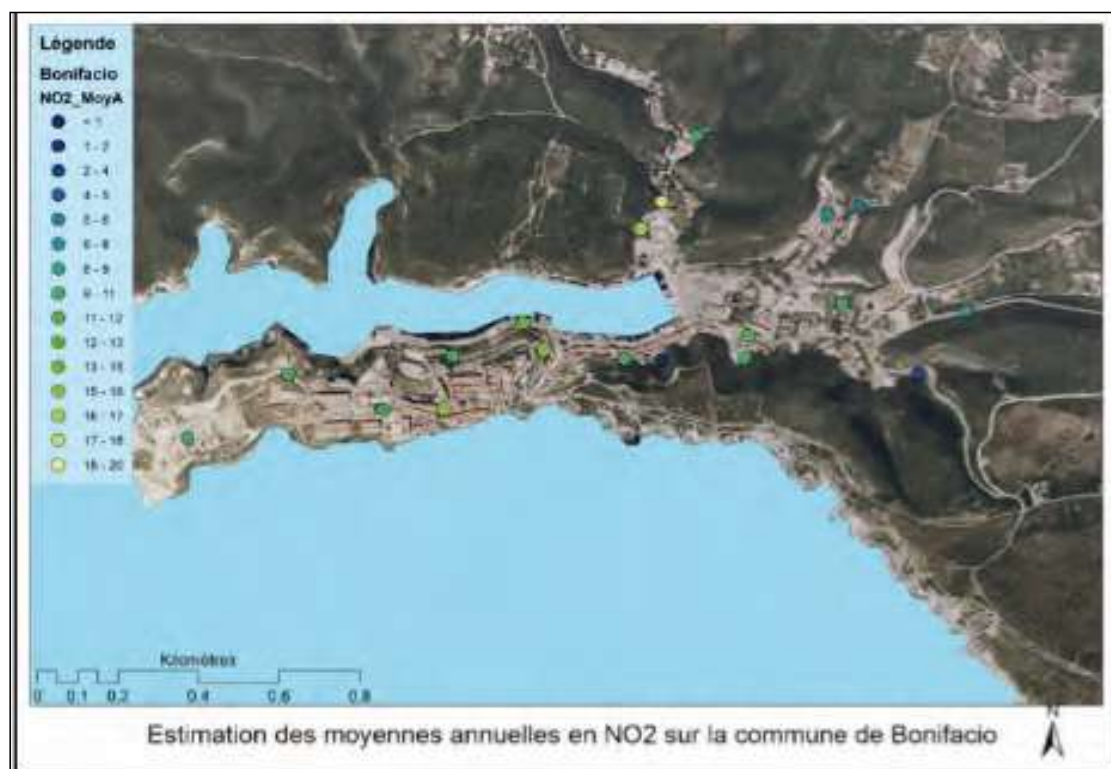 Légende
Bonifacio
NO2_MoyA
< 1
1 - 2
2 - 4
4 - 5
5 - 6
6 - 8
8 - 9
9 - 11
11 - 12
12 - 13
13 - 15
15 - 16
16 - 17
17 - 18
18 - 20
Kilomètres
0 0.1 0.2 0.4 0.6 0.8
N
Estimation des moyennes annuelles en NO2 sur la commune de Bonifacio